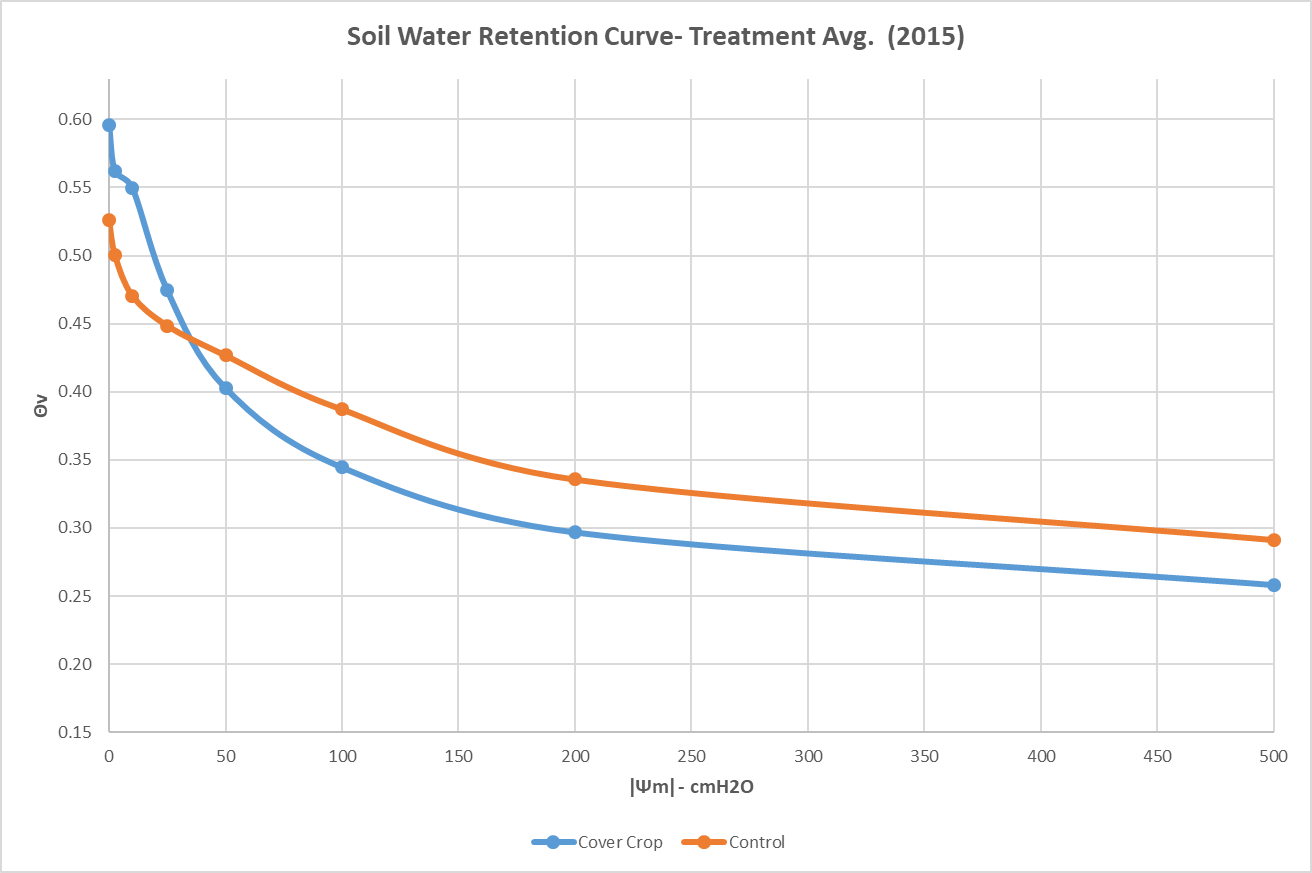 Soil Water Retention Curve- Treatment Avg.  (2015)
0.60
0.55
0.50
0.45
0.40
0.35
0.30
0.25
0.20
0.15
Θv
0 50 100 150 200 250 300 350 400 450 500
|Ψm| - cmH2O
Cover Crop Control